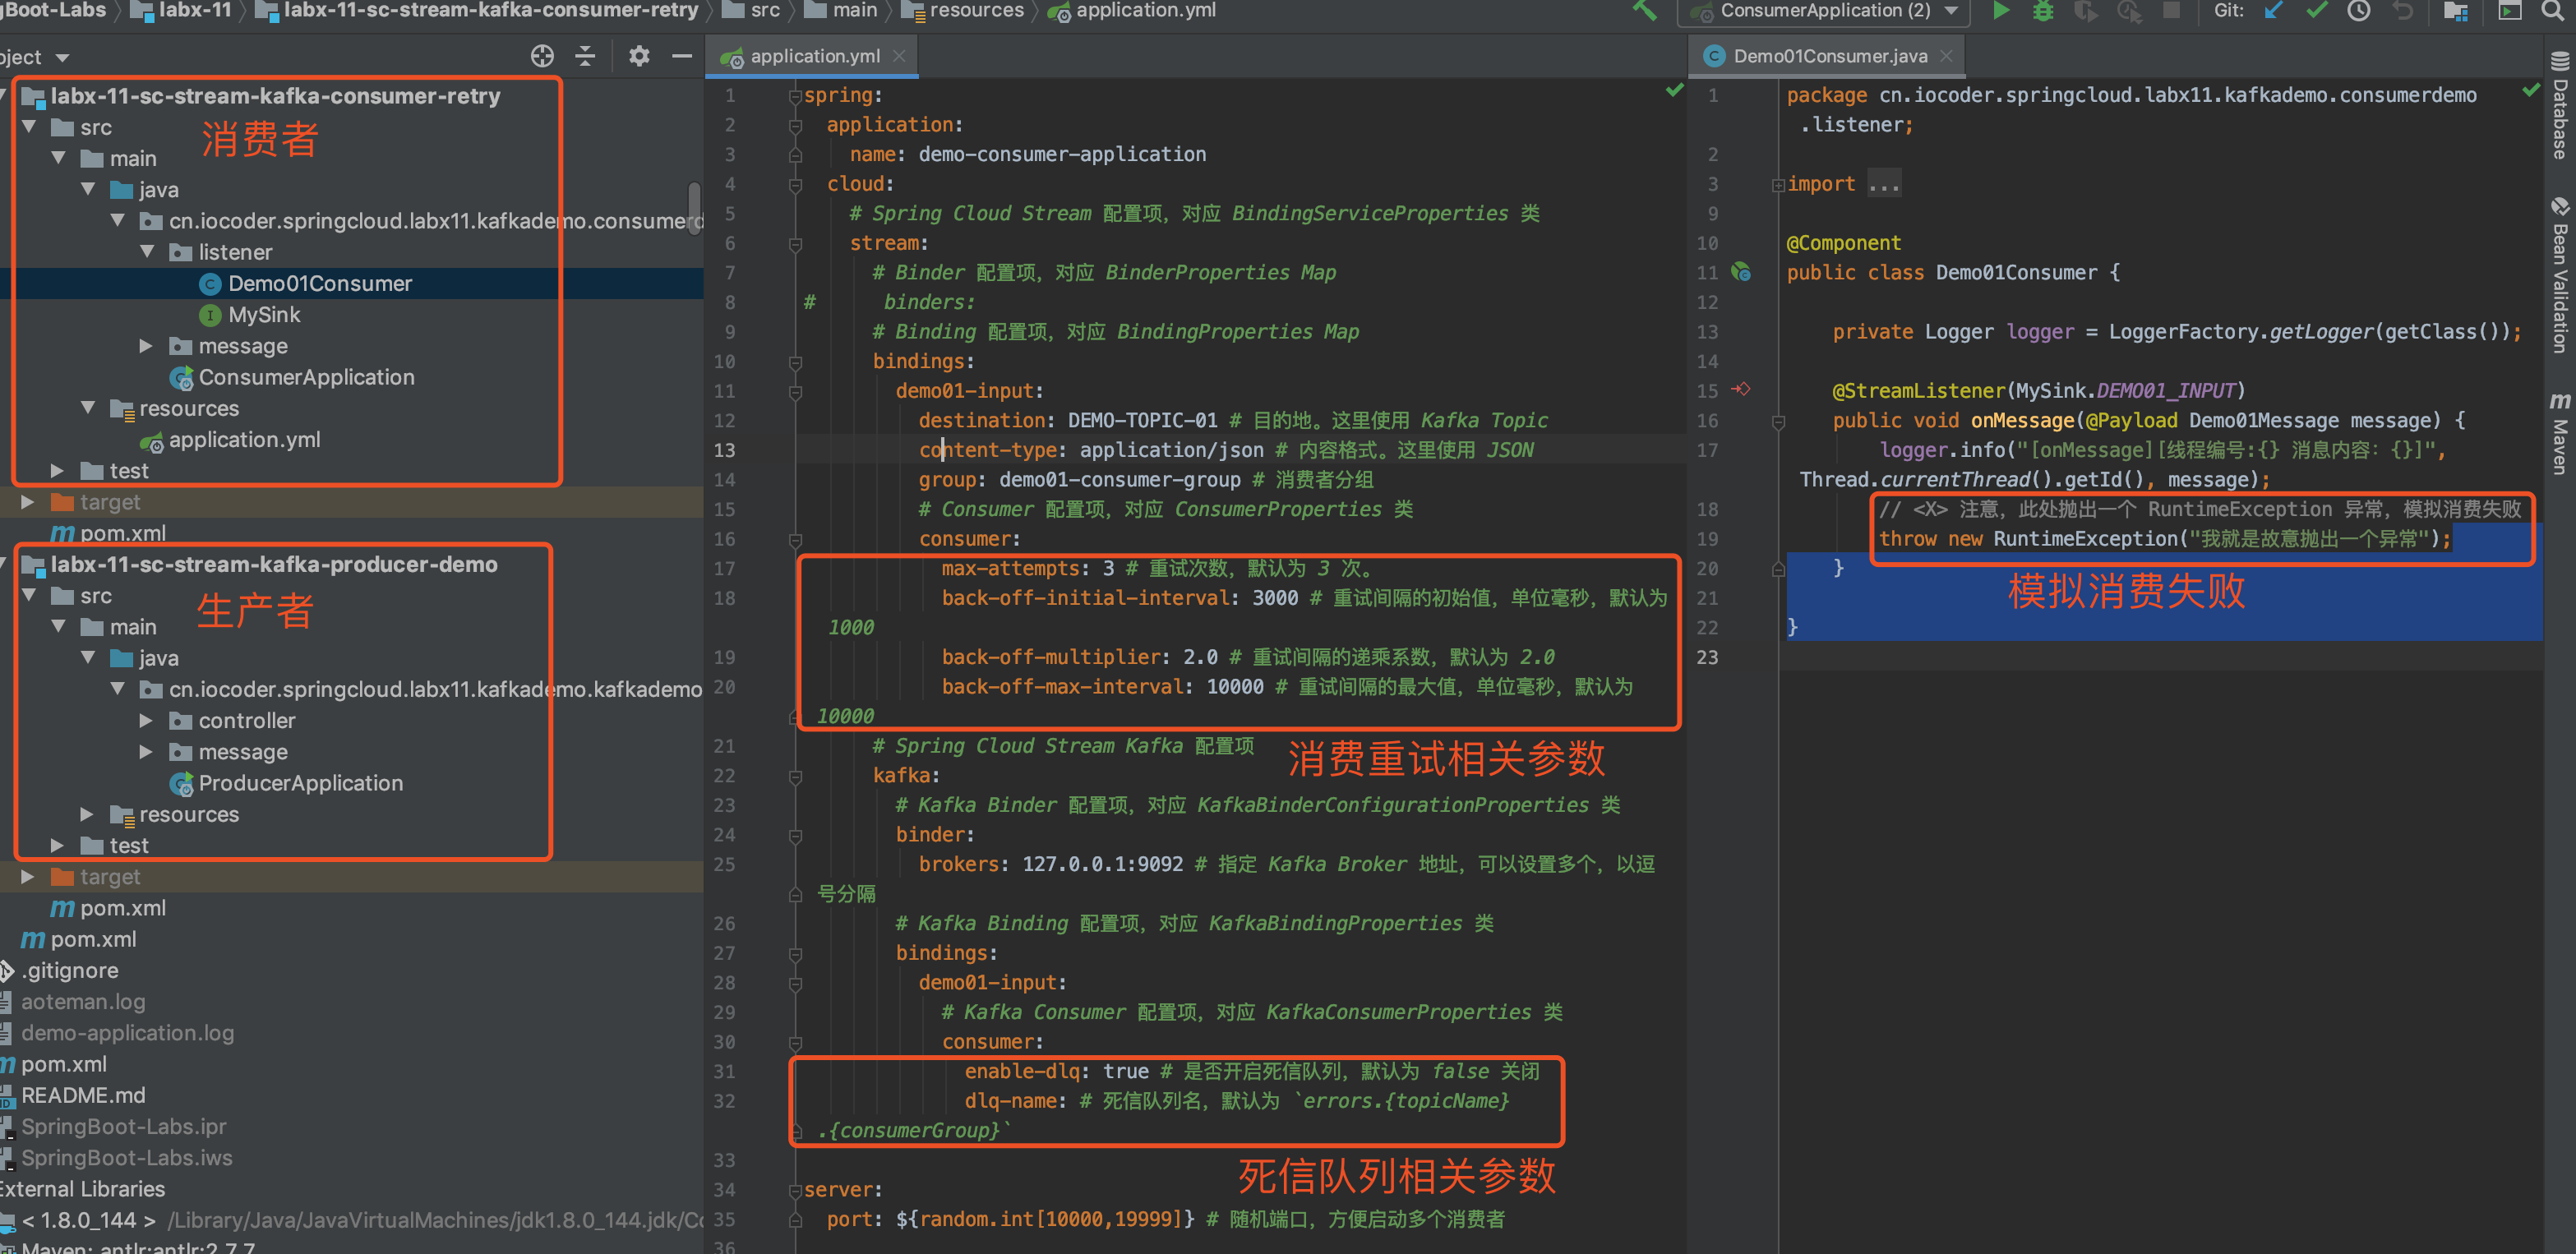 gBoot-Labs
labx-11
labx-11-sc-stream-kafka-consumer-retry
src
main
resources
application.yml
ConsumerApplication (2)
Git:
oject
labx-11-sc-stream-kafka-consumer-retry
src
消费者
main
java
cn.iocoder.springcloud.labx11.kafkademo.consumerd
listener
Demo01Consumer
MySink
message
ConsumerApplication
resources
application.yml
test
target
pom.xml
labx-11-sc-stream-kafka-producer-demo
src
生产者
main
java
cn.iocoder.springcloud.labx11.kafkademo.kafkademo
controller
message
ProducerApplication
resources
test
target
pom.xml
pom.xml
.gitignore
aoteman.log
demo-application.log
pom.xml
README.md
SpringBoot-Labs.ipr
SpringBoot-Labs.iws
External Libraries
< 1.8.0_144 > /Library/Java/JavaVirtualMachines/jdk1.8.0_144.jdk/Co
Maven: antlr:antlr:2.7.7
application.yml
1 spring:
2 application:
3 name: demo-consumer-application
4 cloud:
5 # Spring Cloud Stream 配置项，对应 BindingServiceProperties 类
6 stream:
7 # Binder 配置项，对应 BinderProperties Map
8 # binders:
9 # Binding 配置项，对应 BindingProperties Map
10 bindings:
11 demo01-input:
12 destination: DEMO-TOPIC-01 # 目的地。这里使用 Kafka Topic
13 content-type: application/json # 内容格式。这里使用 JSON
14 group: demo01-consumer-group # 消费者分组
15 # Consumer 配置项，对应 ConsumerProperties 类
16 consumer:
17 max-attempts: 3 # 重试次数，默认为 3 次。
18 back-off-initial-interval: 3000 # 重试间隔的初始值，单位毫秒，默认为
1000
19 back-off-multiplier: 2.0 # 重试间隔的递乘系数，默认为 2.0
20 back-off-max-interval: 10000 # 重试间隔的最大值，单位毫秒，默认为
10000
21 # Spring Cloud Stream Kafka 配置项
消费重试相关参数
22 kafka:
23 # Kafka Binder 配置项，对应 KafkaBinderConfigurationProperties 类
24 binder:
25 brokers: 127.0.0.1:9092 # 指定 Kafka Broker 地址，可以设置多个，以逗
号分隔
26 # Kafka Binding 配置项，对应 KafkaBindingProperties 类
27 bindings:
28 demo01-input:
29 # Kafka Consumer 配置项，对应 KafkaConsumerProperties 类
30 consumer:
31 enable-dlq: true # 是否开启死信队列，默认为 false 关闭
32 dlq-name: # 死信队列名，默认为 `errors.{topicName}
.{consumerGroup}`
33
死信队列相关参数
34 server:
35 port: ${random.int[10000,19999]} # 随机端口，方便启动多个消费者
36
Demo01Consumer.java
1 package cn.iocoder.springcloud.labx11.kafkademo.consumerdemo
.listener;
2
3 import ...
9
10 @Component
11 public class Demo01Consumer {
12
13 private Logger logger = LoggerFactory.getLogger(getClass());
14
15 @StreamListener(MySink.DEMO01_INPUT)
16 public void onMessage(@Payload Demo01Message message) {
17 logger.info("[onMessage][线程编号:{} 消息内容：{}]",
Thread.currentThread().getId(), message);
18 // <X> 注意，此处抛出一个 RuntimeException 异常，模拟消费失败
19 throw new RuntimeException("我就是故意抛出一个异常");
20 }
模拟消费失败
21
22 }
23
Database
Bean Validation
Maven